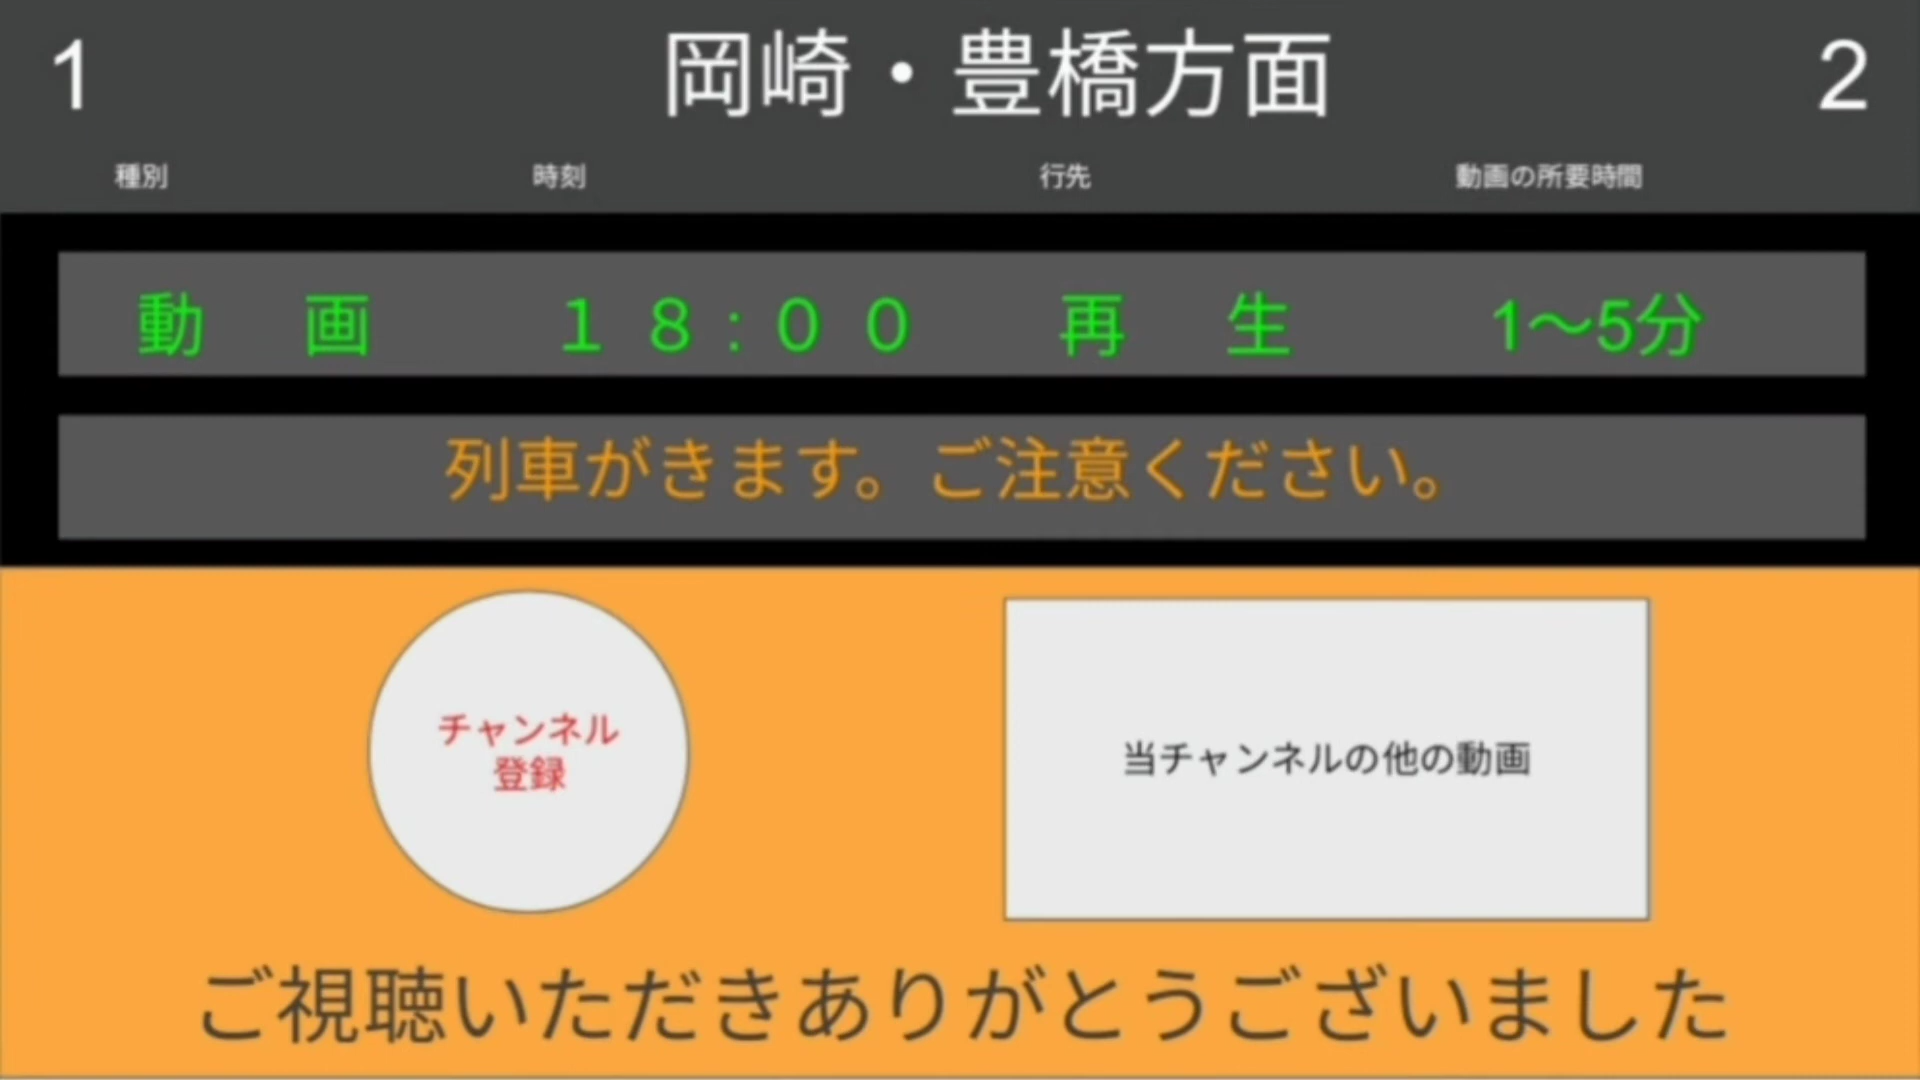 1 岡崎・豊橋方面 2
種別 時刻 行先 動画の所要時間
動 画 18:00 再 生 1〜5分
列車がきます。ご注意ください。
チャンネル
登録
当チャンネルの他の動画
ご視聴いただきありがとうございました